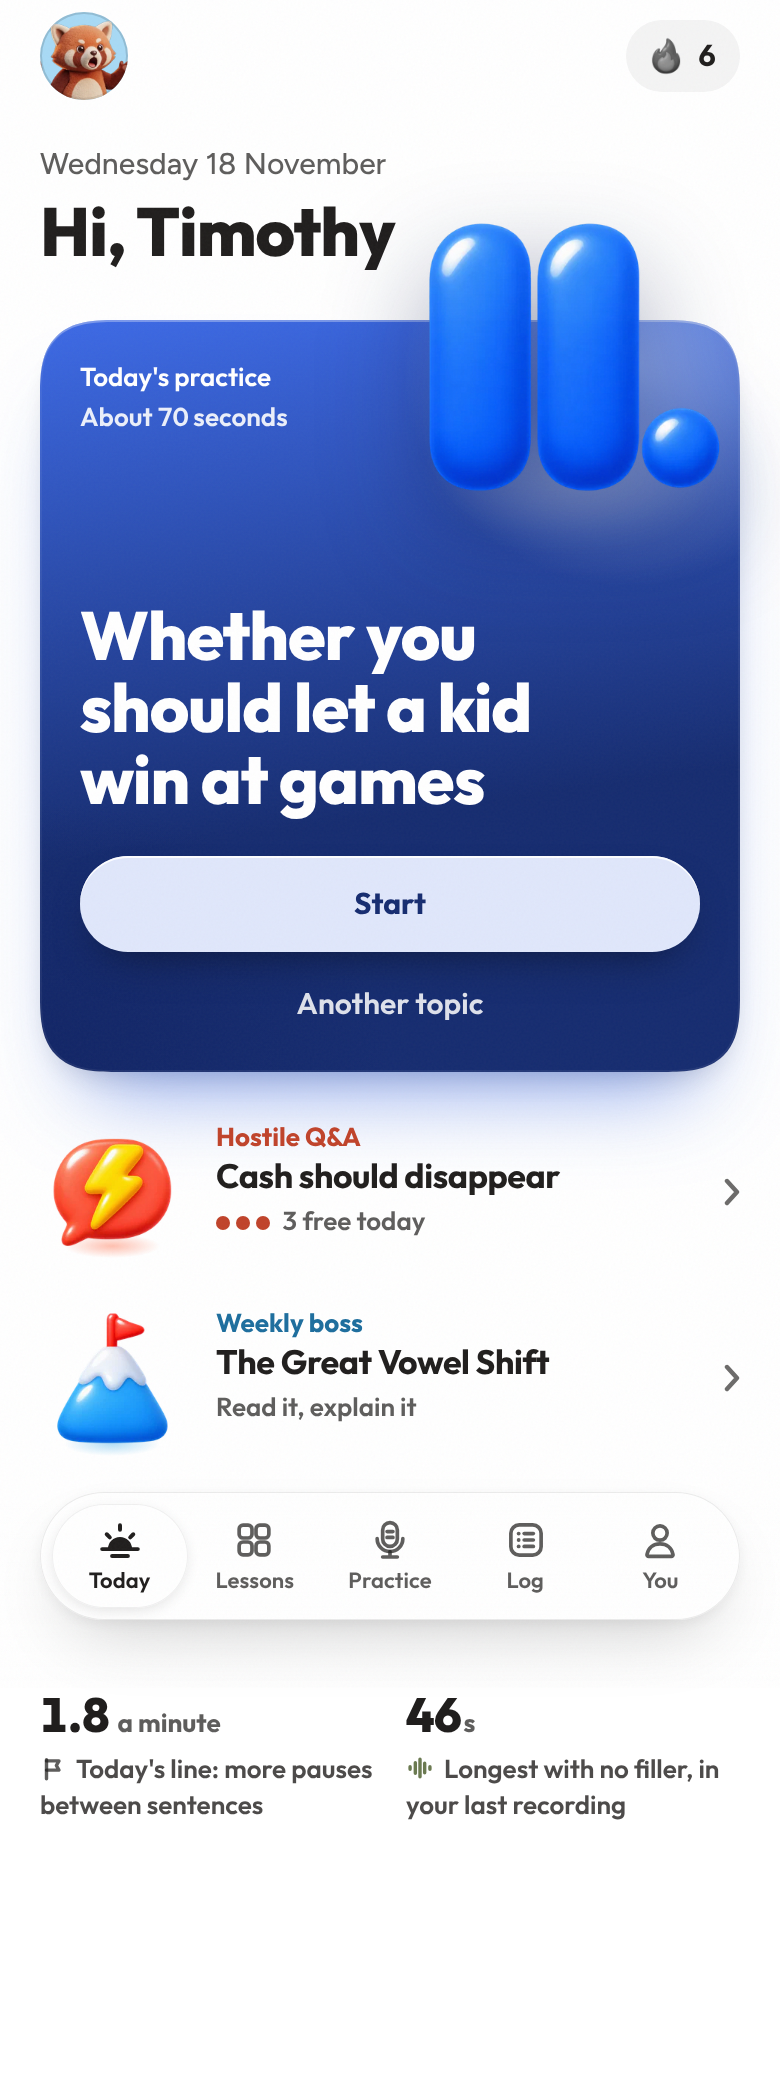 6
Wednesday 18 November
Hi, Timothy
Today's practice
About 70 seconds
Whether you
should let a kid
win at games
Start
Another topic
Hostile Q&A
Cash should disappear
3 free today
Weekly boss
The Great Vowel Shift
Read it, explain it
Today
Lessons
Practice
Log
You
1.8 a minute
Today's line: more pauses
between sentences
46s
Longest with no filler, in
your last recording